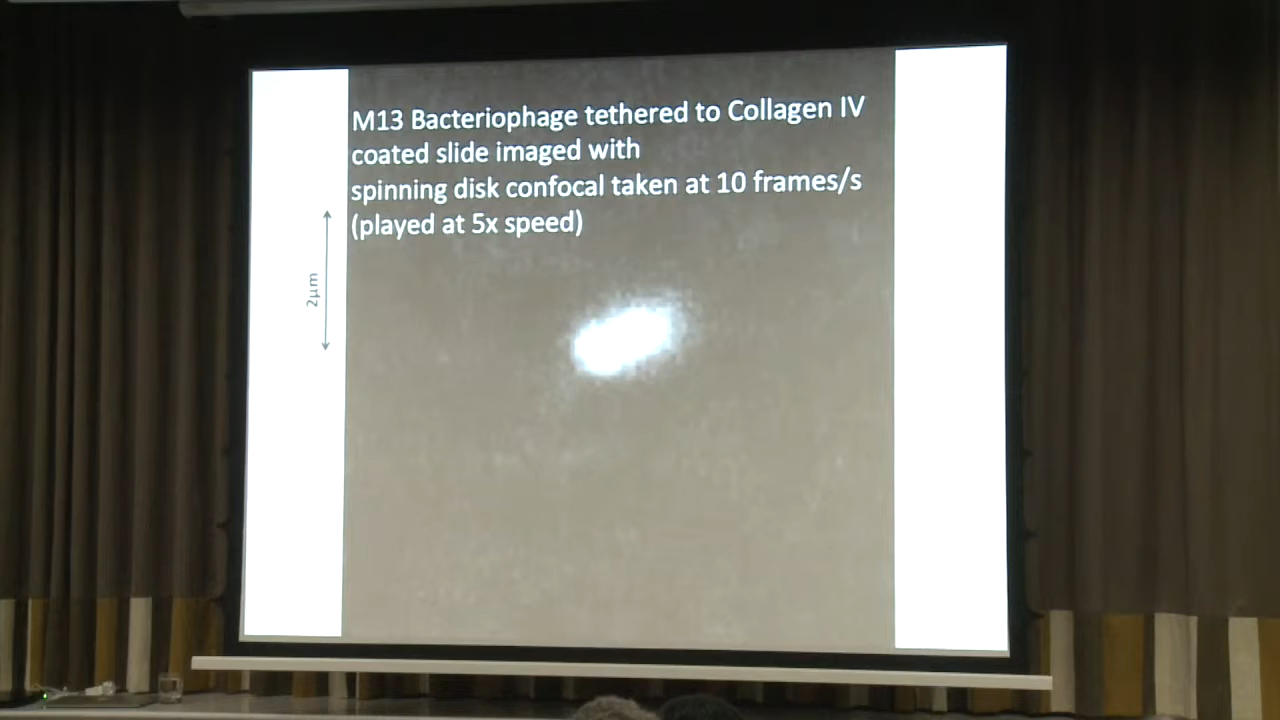 M13 Bacteriophage tethered to Collagen IV
coated slide imaged with
spinning disk confocal taken at 10 frames/s
(played at 5x speed)
2µm